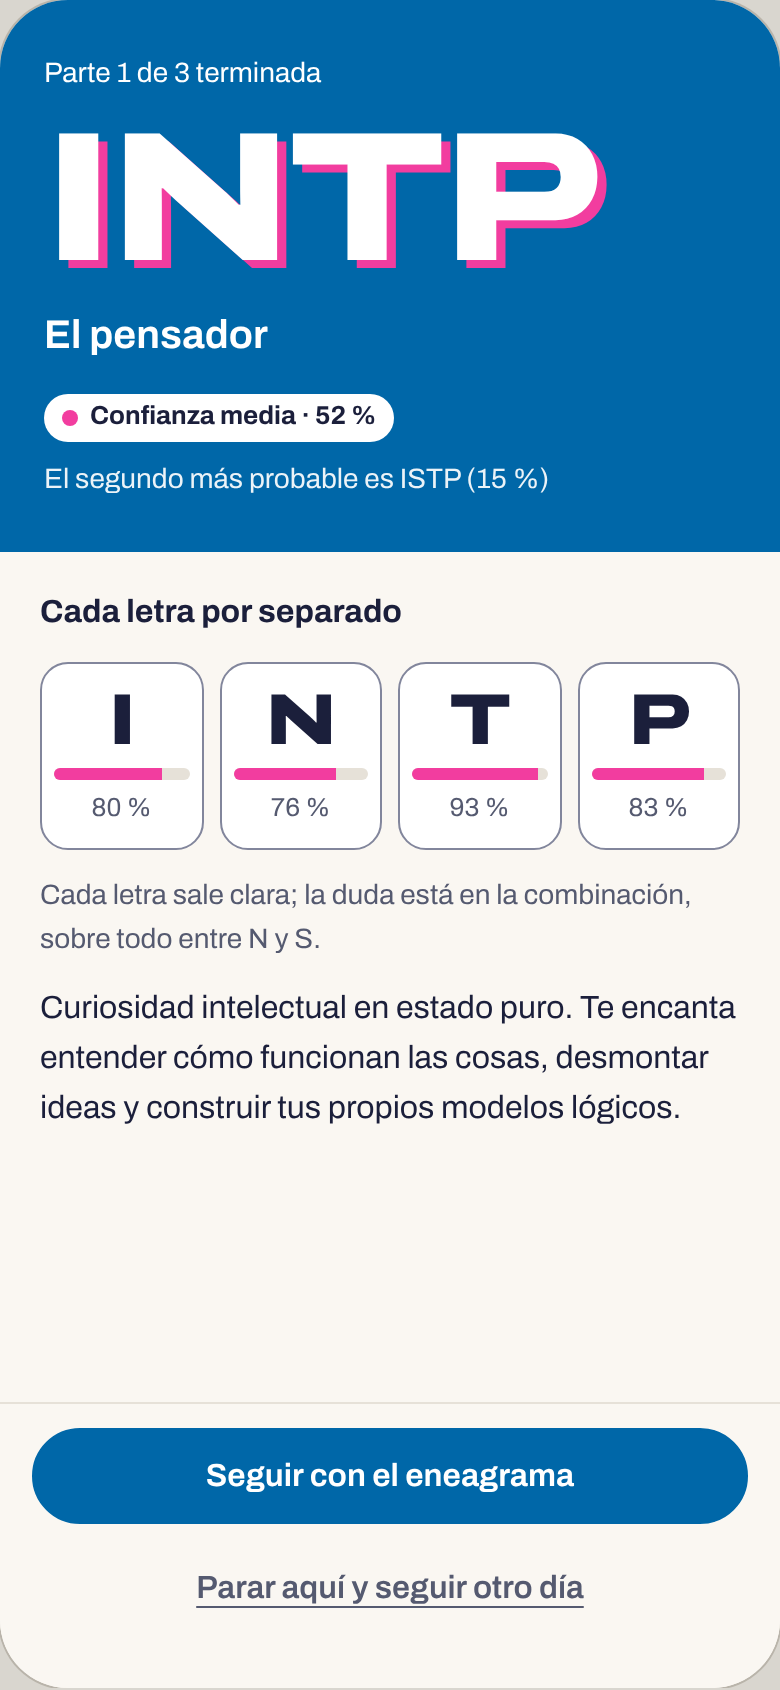 Parte 1 de 3 terminada
INTP
El pensador
Confianza media · 52 %
El segundo más probable es ISTP (15 %)
Cada letra por separado
I N T P
80 % 76 % 93 % 83 %
Cada letra sale clara; la duda está en la combinación,
sobre todo entre N y S.
Curiosidad intelectual en estado puro. Te encanta
entender cómo funcionan las cosas, desmontar
ideas y construir tus propios modelos lógicos.
Seguir con el eneagrama
Parar aquí y seguir otro día